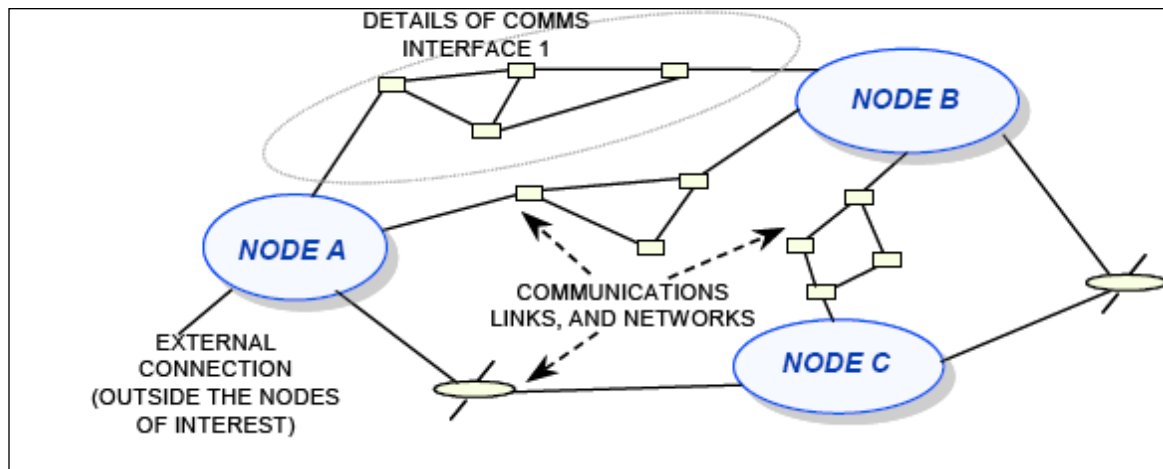 DETAILS OF COMMS
INTERFACE 1
NODE B
NODE A
COMMUNICATIONS
LINKS, AND NETWORKS
EXTERNAL
CONNECTION
(OUTSIDE THE NODES
OF INTEREST)
NODE C